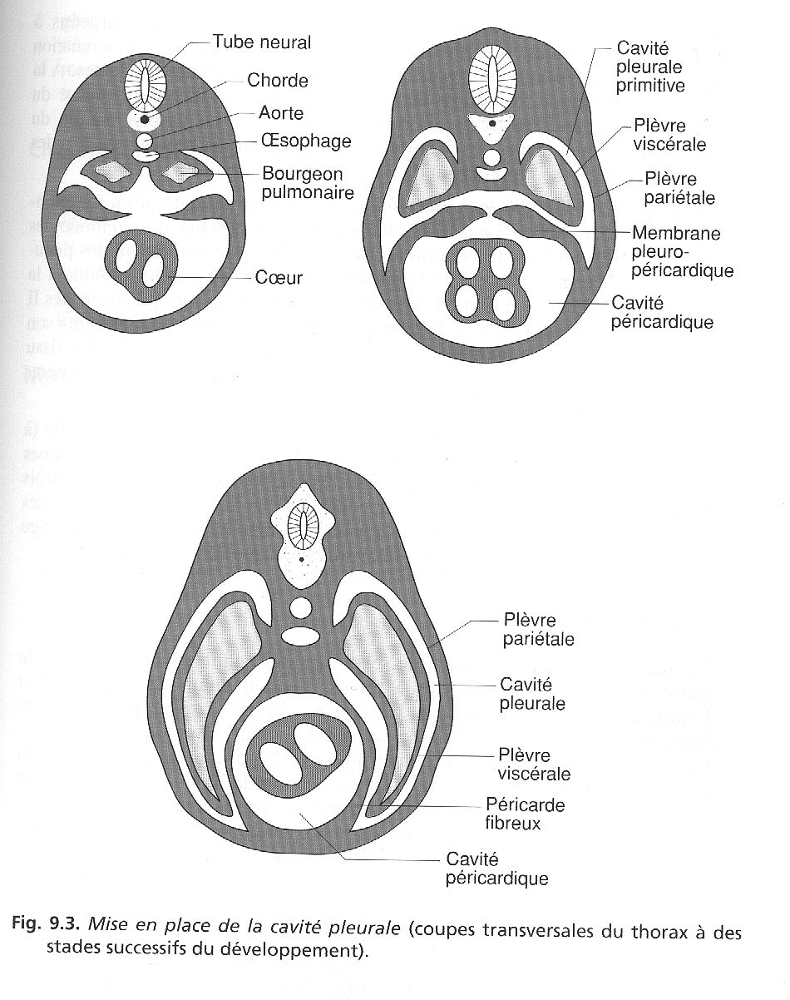 Tube neural
Chorde
Aorte
Œsophage
Bourgeon
pulmonaire
Cœur
Cavité
pleurale
primitive
Plèvre
viscérale
Plèvre
pariétale
Membrane
pleuro-
péricardique
Cavité
péricardique
Plèvre
pariétale
Cavité
pleurale
Plèvre
viscérale
Péricarde
fibreux
Cavité
péricardique
Fig. 9.3. Mise en place de la cavité pleurale (coupes transversales du thorax à des
stades successifs du développement).